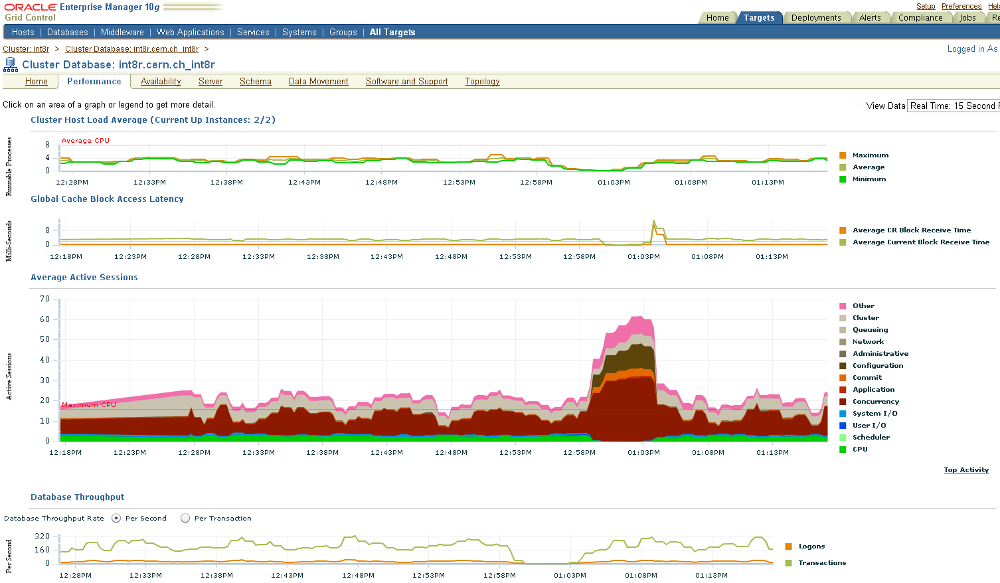 ORACLE Enterprise Manager 10g
Grid Control
Setup Preferences Help
Home Targets Deployments Alerts Compliance Jobs Re
Hosts | Databases | Middleware | Web Applications | Services | Systems | Groups | All Targets
Cluster: int8r > Cluster Database: int8r.cern.ch_int8r >
Logged in As
Cluster Database: int8r.cern.ch_int8r
Home Performance Availability Server Schema Data Movement Software and Support Topology
Click on an area of a graph or legend to get more detail.
View Data Real Time: 15 Second R
Cluster Host Load Average (Current Up Instances: 2/2)
Runnable Processes
Average CPU
8
4
0
12:28PM 12:33PM 12:38PM 12:43PM 12:48PM 12:53PM 12:58PM 01:03PM 01:08PM 01:13PM
Maximum
Average
Minimum
Global Cache Block Access Latency
Milli-Seconds
8
0
12:18PM 12:23PM 12:28PM 12:33PM 12:38PM 12:43PM 12:48PM 12:53PM 12:58PM 01:03PM 01:08PM 01:13PM
Average CR Block Receive Time
Average Current Block Receive Time
Average Active Sessions
Active Sessions
70
60
50
40
30
20
10
0
Maximum CPU
12:18PM 12:23PM 12:28PM 12:33PM 12:38PM 12:43PM 12:48PM 12:53PM 12:58PM 01:03PM 01:08PM 01:13PM
Other
Cluster
Queueing
Network
Administrative
Configuration
Commit
Application
Concurrency
System I/O
User I/O
Scheduler
CPU
Top Activity
Database Throughput
Database Throughput Rate Per Second Per Transaction
Per Second
320
160
0
12:28PM 12:33PM 12:38PM 12:43PM 12:48PM 12:53PM 12:58PM 01:03PM 01:08PM 01:13PM
Logons
Transactions